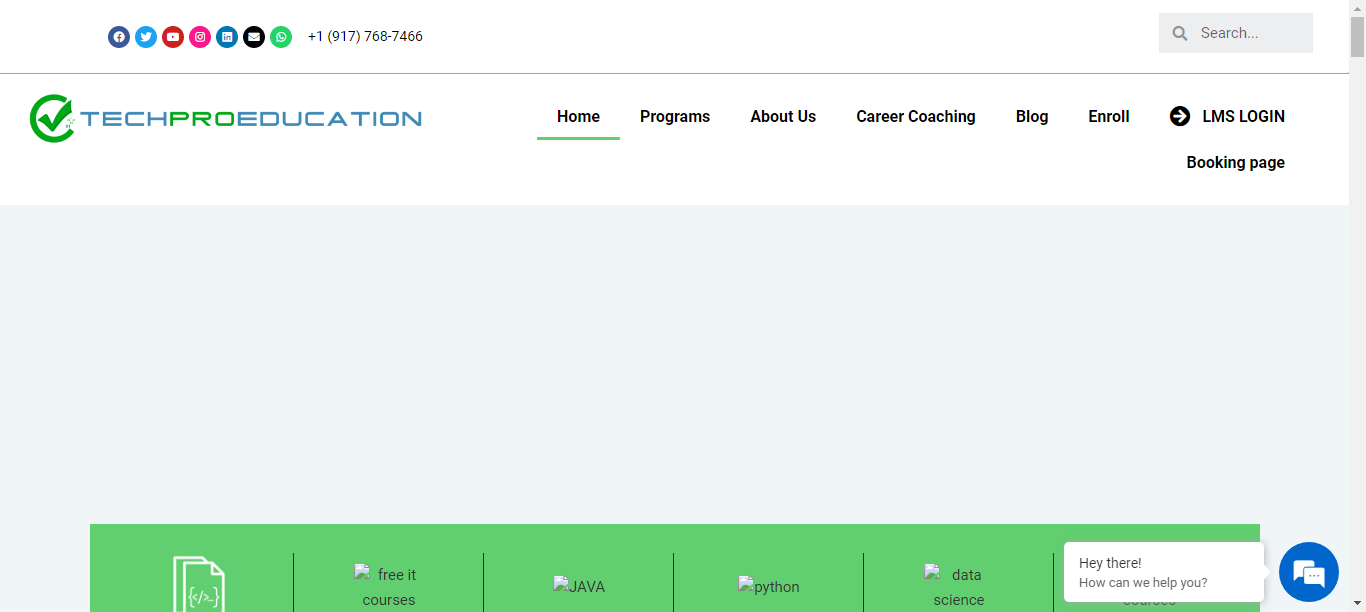 +1 (917) 768-7466
Search...
TECHPROEDUCATION
Home
Programs
About Us
Career Coaching
Blog
Enroll
LMS LOGIN
Booking page
</_>
free it
courses
JAVA
python
data
science
courses
Hey there!
How can we help you?